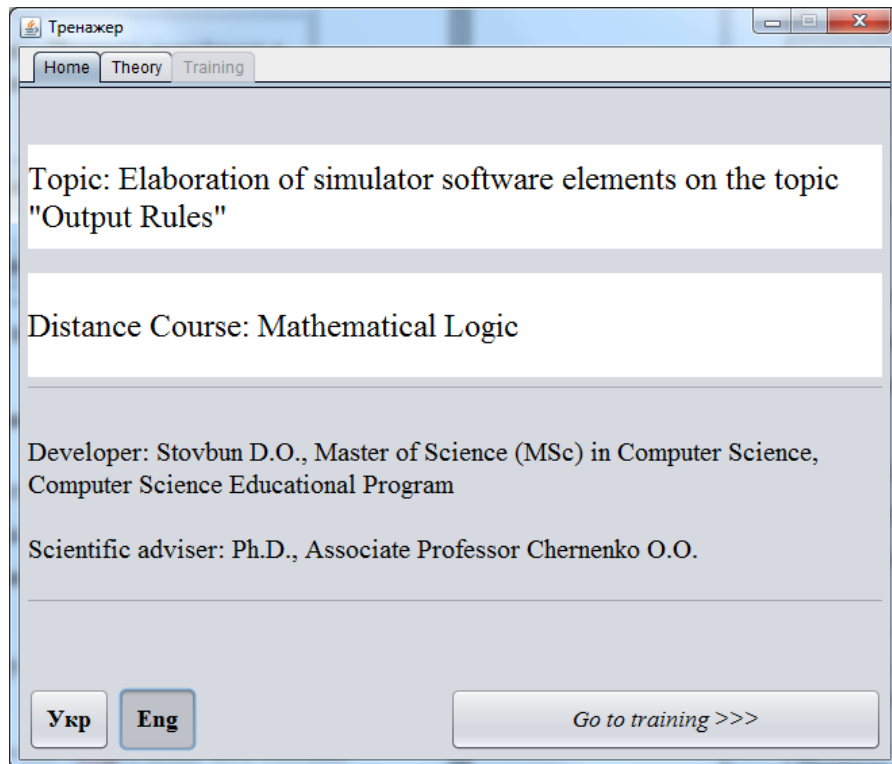 Тренажер
Home Theory Training
Topic: Elaboration of simulator software elements on the topic
"Output Rules"
Distance Course: Mathematical Logic
Developer: Stovbun D.O., Master of Science (MSc) in Computer Science,
Computer Science Educational Program
Scientific adviser: Ph.D., Associate Professor Chernenko O.O.
Укр Eng Go to training >>>